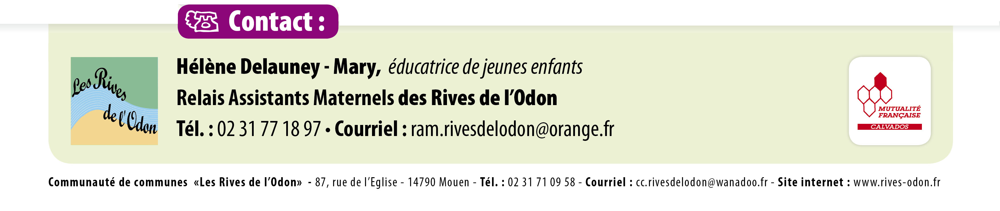 Contact :
Les Rives
de l'Odon
Hélène Delauney - Mary, éducatrice de jeunes enfants
Relais Assistants Maternels des Rives de l’Odon
Tél. : 02 31 77 18 97 • Courriel : ram.rivesdelodon@orange.fr
MUTUALITÉ
FRANÇAISE
CALVADOS
Communauté de communes «Les Rives de l’Odon» - 87, rue de l’Eglise - 14790 Mouen - Tél. : 02 31 71 09 58 - Courriel : cc.rivesdelodon@wanadoo.fr - Site internet : www.rives-odon.fr